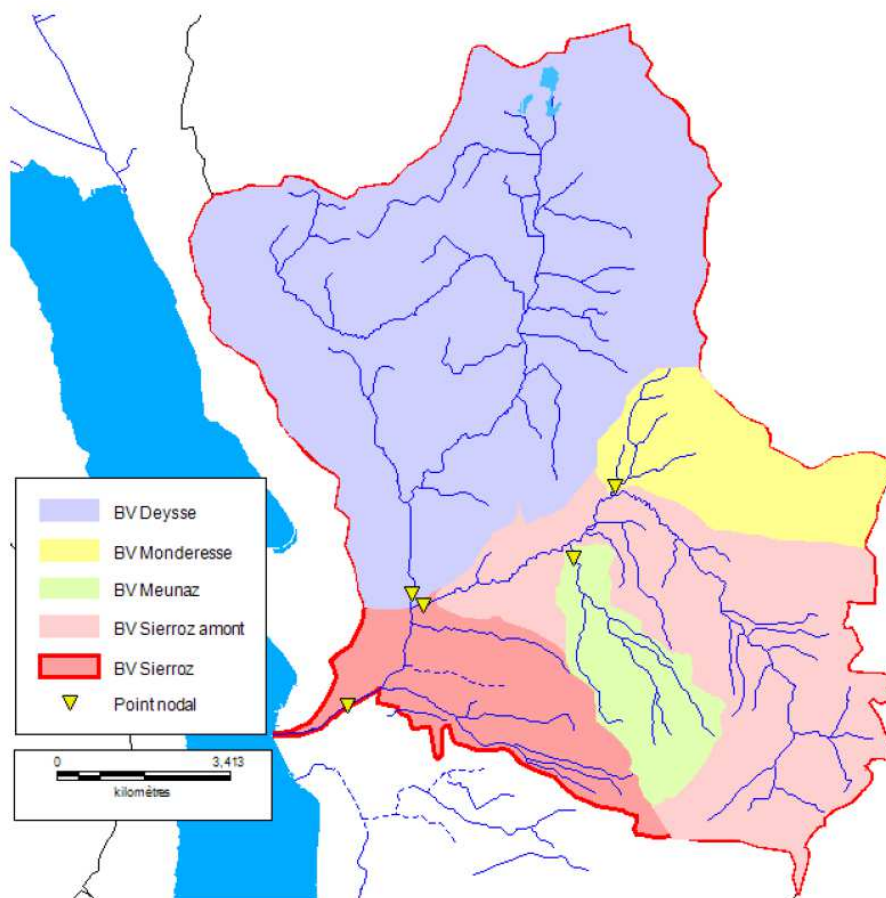 BV Deysse
BV Monderesse
BV Meunaz
BV Sierroz amont
BV Sierroz
Point nodal
0 3,413
kilomètres